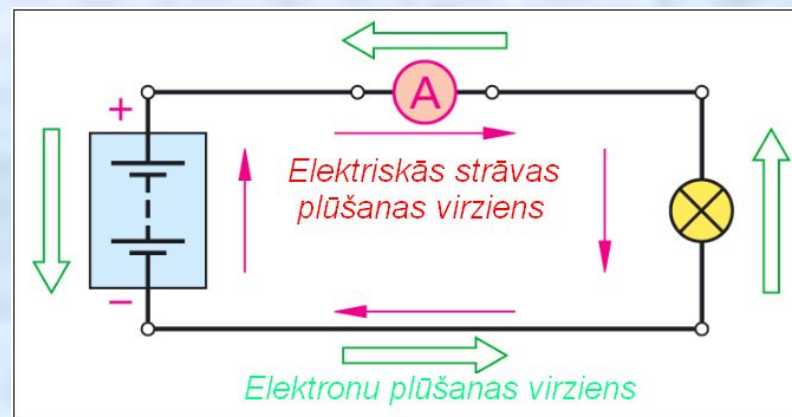 +
A
Elektriskās strāvas
plūšanas virziens
−
Elektronu plūšanas virziens